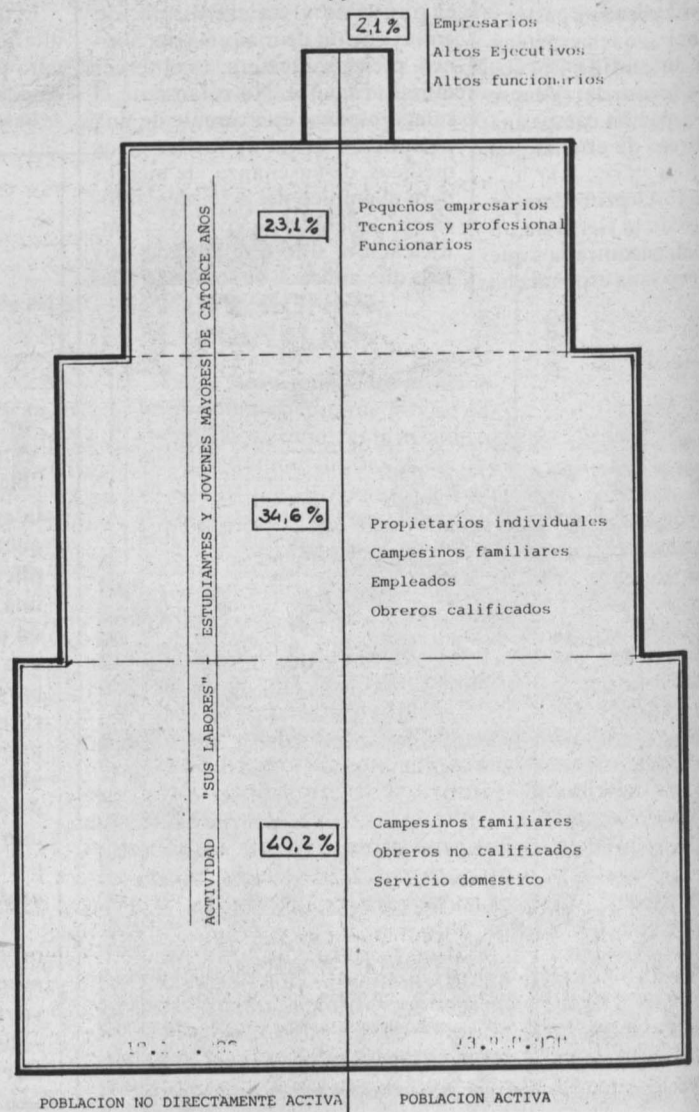 2,1%
Empresarios
Altos Ejecutivos
Altos funcionarios
23,1%
Pequeños empresarios
Tecnicos y profesional
Funcionarios
34,6%
Propietarios individuales
Campesinos familiares
Empleados
Obreros calificados
40,2%
Campesinos familiares
Obreros no calificados
Servicio domestico
ACTIVIDAD "SUS LABORES" - ESTUDIANTES Y JOVENES MAYORES DE CATORCE AÑOS
POBLACION NO DIRECTAMENTE ACTIVA
POBLACION ACTIVA